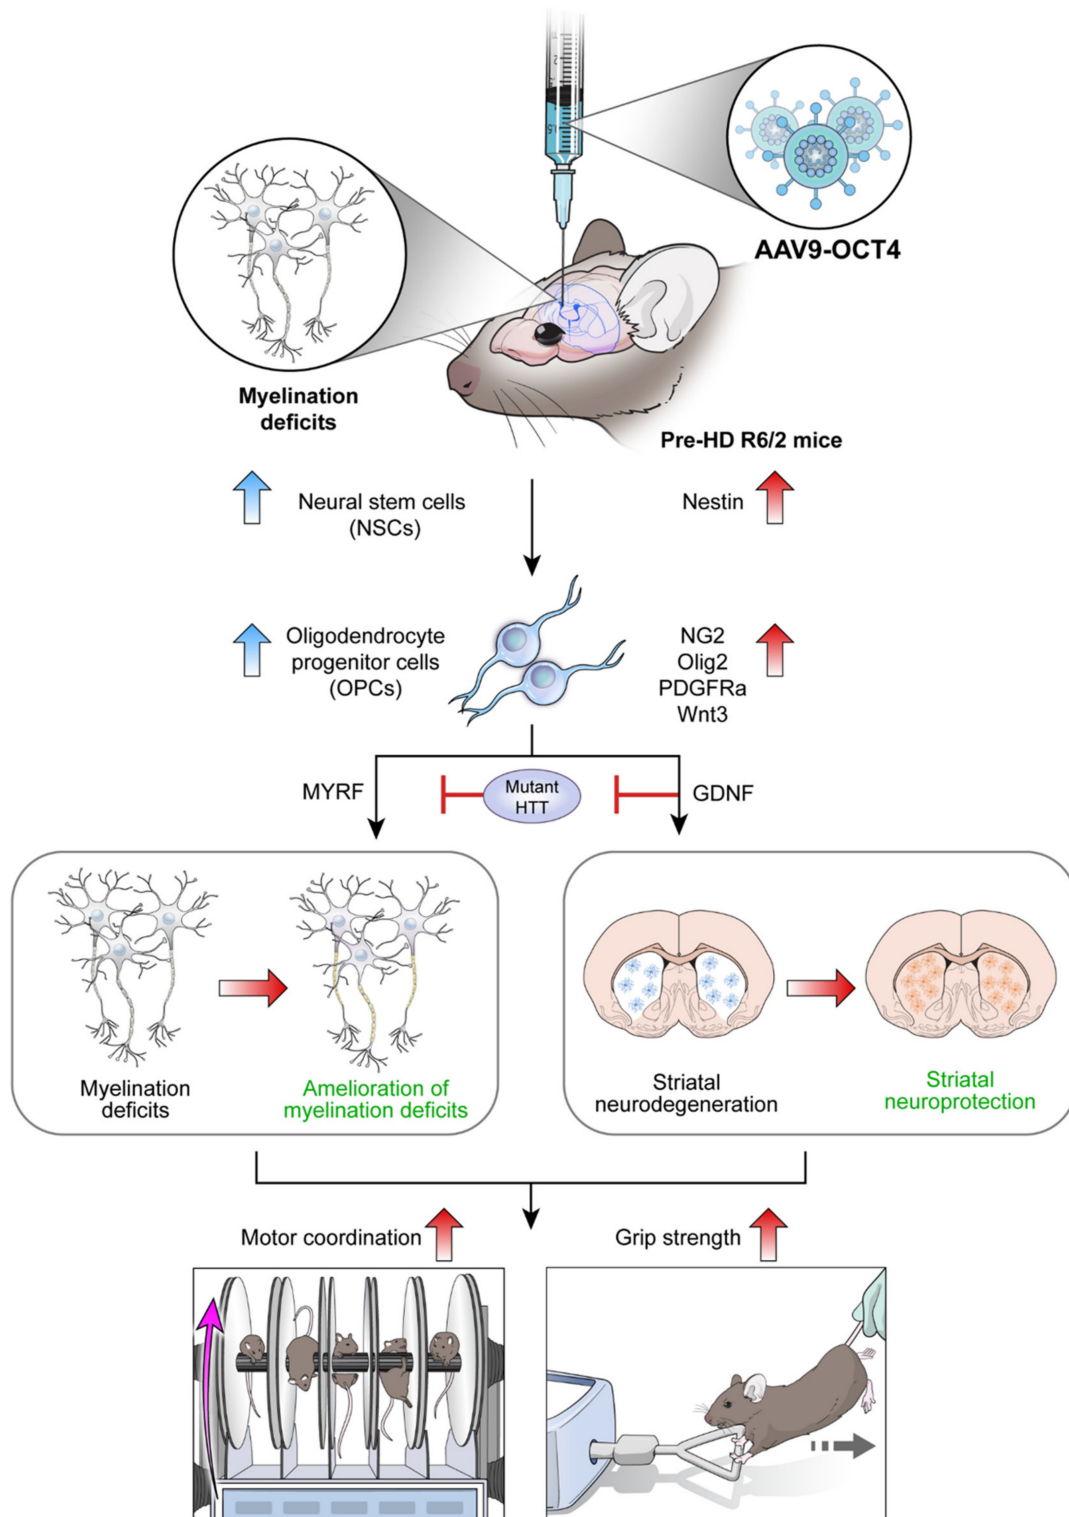 AAV9-OCT4
Myelination
deficits
Pre-HD R6/2 mice
Neural stem cells
(NSCs)
Nestin
Oligodendrocyte
progenitor cells
(OPCs)
NG2
Olig2
PDGFRa
Wnt3
MYRF
Mutant
HTT
GDNF
Myelination
deficits
Amelioration of
myelination deficits
Striatal
neurodegeneration
Striatal
neuroprotection
Motor coordination
Grip strength